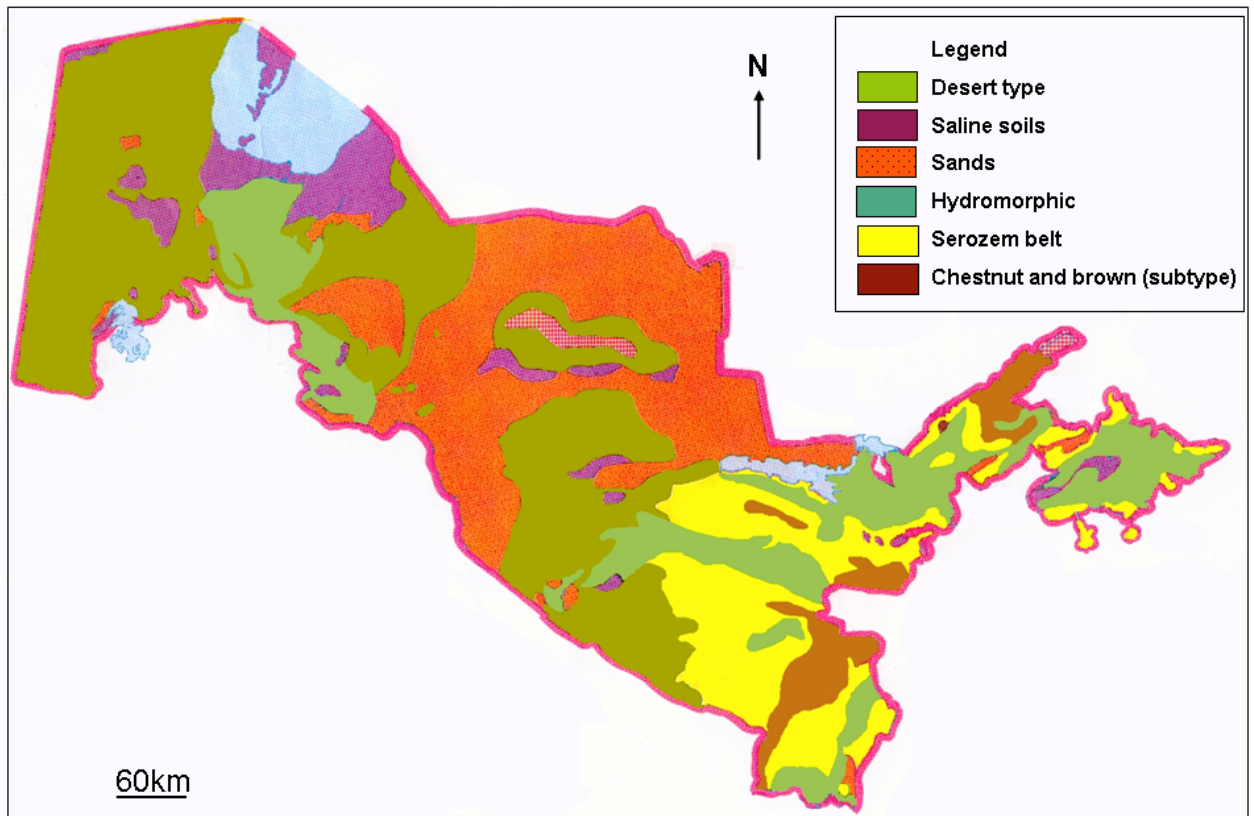 Legend
N
Desert type
Saline soils
Sands
Hydromorphic
Serozem belt
Chestnut and brown (subtype)
60km